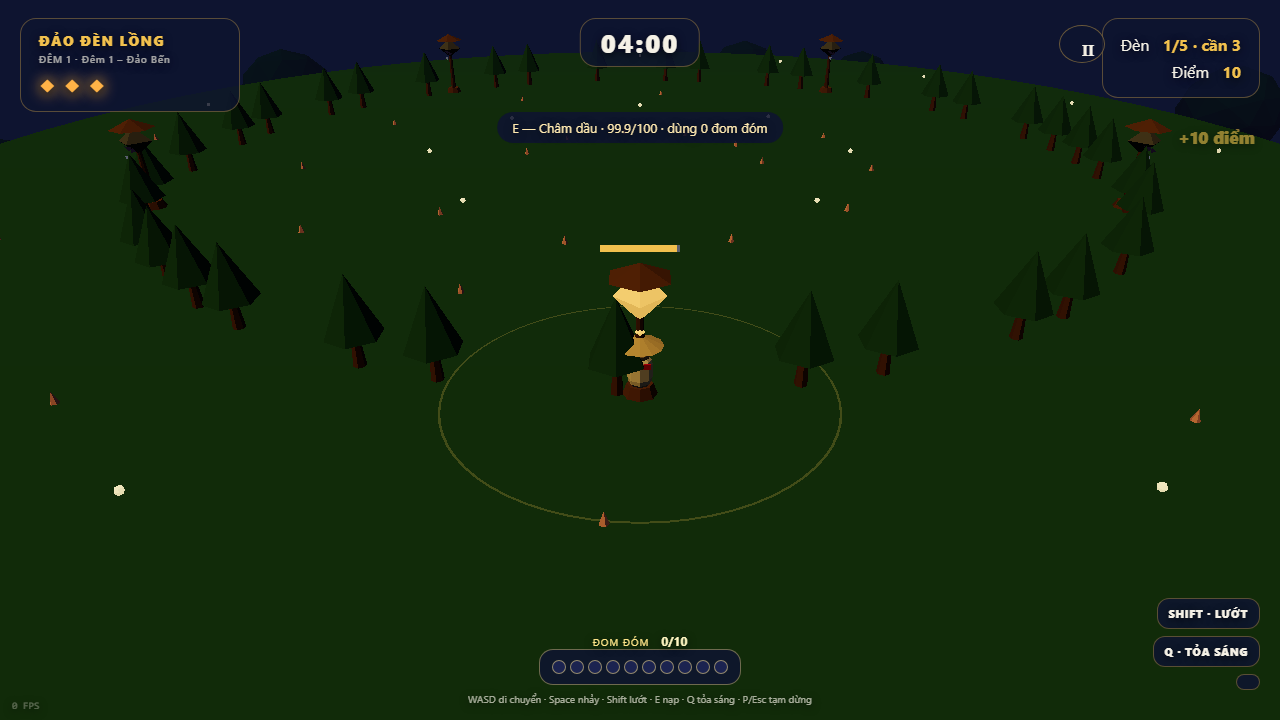 ĐẢO ĐÈN LỒNG
ĐÊM 1 · Đêm 1 — Đảo Bến
04:00
II
Đèn 1/5 · cần 3
Điểm 10
+10 điểm
E — Châm dầu · 99.9/100 · dùng 0 đom đóm
SHIFT · LƯỚT
Q · TỎA SÁNG
ĐOM ĐÓM 0/10
WASD di chuyển · Space nhảy · Shift lướt · E nạp · Q tỏa sáng · P/Esc tạm dừng
0 FPS